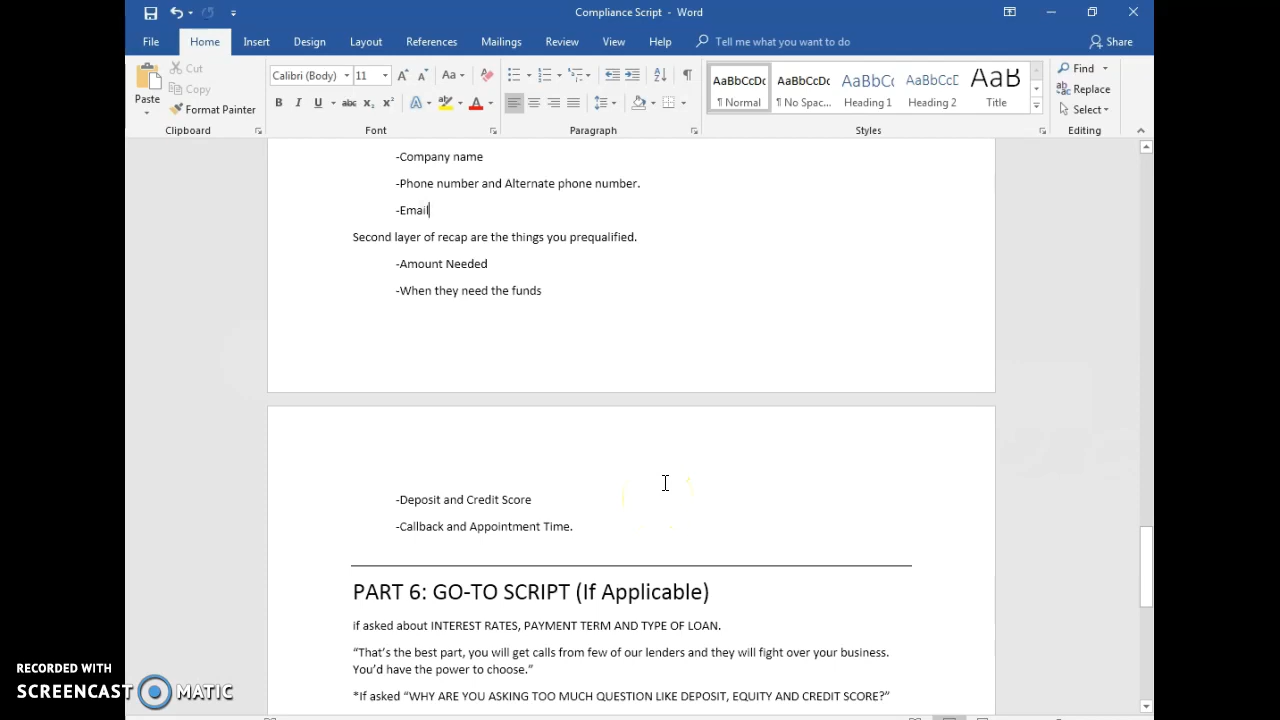 Compliance Script - Word
File Home Insert Design Layout References Mailings Review View Help Tell me what you want to do Share
Cut
Copy
Paste Format Painter
Calibri (Body) 11
AaBbCcDc AaBbCcDc AaBbCc AaBbCcD AaB
¶ Normal ¶ No Spac... Heading 1 Heading 2 Title
Find
Replace
Select
Clipboard Font Paragraph Styles Editing
-Company name
-Phone number and Alternate phone number.
-Email
Second layer of recap are the things you prequalified.
-Amount Needed
-When they need the funds
-Deposit and Credit Score
-Callback and Appointment Time.
PART 6: GO-TO SCRIPT (If Applicable)
if asked about INTEREST RATES, PAYMENT TERM AND TYPE OF LOAN.
“That’s the best part, you will get calls from few of our lenders and they will fight over your business.
You’d have the power to choose.”
*If asked “WHY ARE YOU ASKING TOO MUCH QUESTION LIKE DEPOSIT, EQUITY AND CREDIT SCORE?”
RECORDED WITH
SCREENCAST MATIC